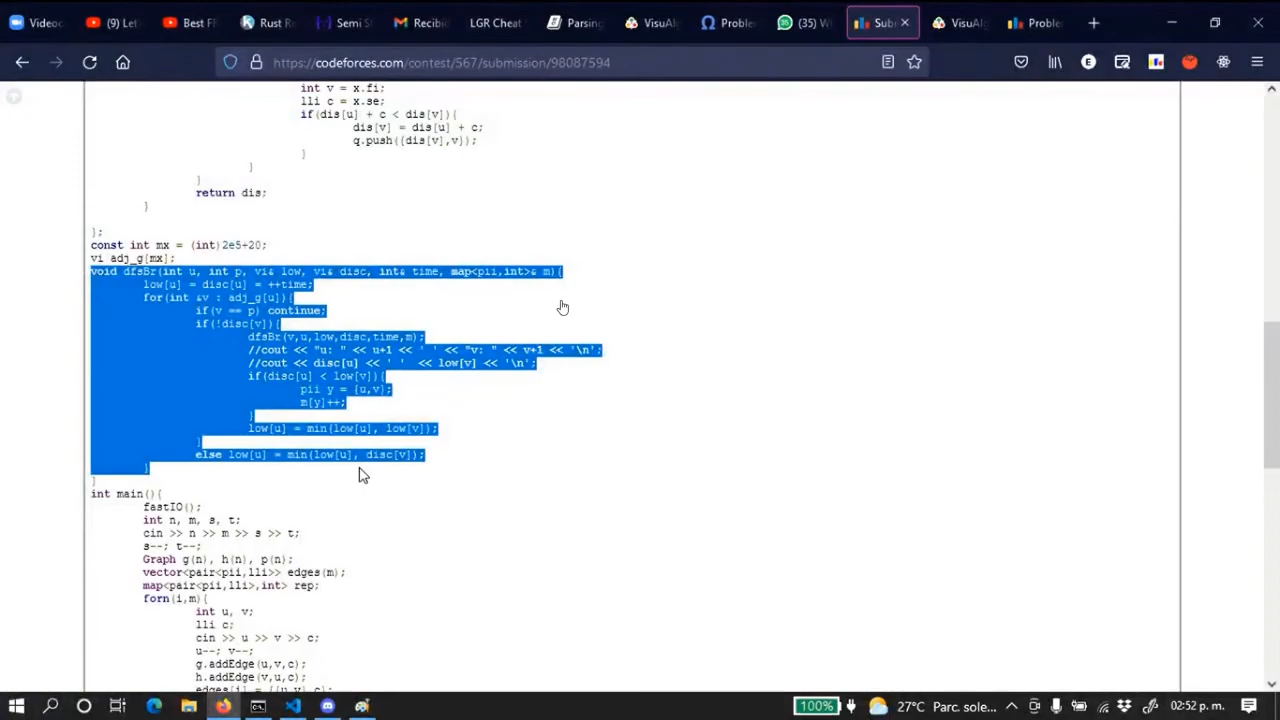 Videoc
(9) Let
Best FF
Rust Re
Semi S
Recibi
LGR Cheat
Parsing
VisuAl
Proble
(35) W
Sub
VisuAl
Proble
https://codeforces.com/contest/567/submission/98087594
int v = x.fi;
lli c = x.se;
if(dis[u] + c < dis[v]){
dis[v] = dis[u] + c;
q.push({dis[v],v});
}
}
}
return dis;
}
};
const int mx = (int)2e5+20;
vi adj_g[mx];
void dfsBr(int u, int p, vi& low, vi& disc, int& time, map<pii,int>& m){
low[u] = disc[u] = ++time;
for(int &v : adj_g[u]){
if(v == p) continue;
if(!disc[v]){
dfsBr(v,u,low,disc,time,m);
//cout << "u: " << u+1 << ' ' << "v: " << v+1 << '\n';
//cout << disc[u] << ' '  << low[v] << '\n';
if(disc[u] < low[v]){
pii y = {u,v};
m[y]++;
}
low[u] = min(low[u], low[v]);
}
else low[u] = min(low[u], disc[v]);
}
}
int main(){
fastIO();
int n, m, s, t;
cin >> n >> m >> s >> t;
s--; t--;
Graph g(n), h(n), p(n);
vector<pair<pii,lli>> edges(m);
map<pair<pii,lli>,int> rep;
forn(i,m){
int u, v;
lli c;
cin >> u >> v >> c;
u--; v--;
g.addEdge(u,v,c);
h.addEdge(v,u,c);
edges[i] = {{u,v},c};
100%
27°C Parc. sole...
02:52 p. m.